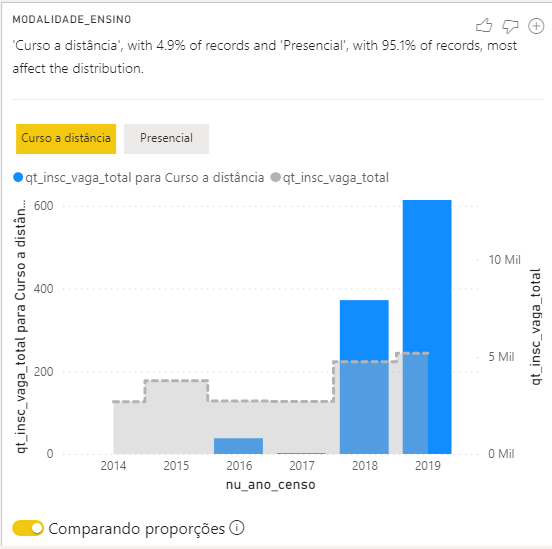 MODALIDADE_ENSINO
'Curso a distância', with 4.9% of records and 'Presencial', with 95.1% of records, most
affect the distribution.
Curso a distância
Presencial
qt_insc_vaga_total para Curso a distância
qt_insc_vaga_total
qt_insc_vaga_total para Curso a distân...
600
400
200
0
10 Mil
5 Mil
0 Mil
qt_insc_vaga_total
2014 2015 2016 2017 2018 2019
nu_ano_censo
Comparando proporções